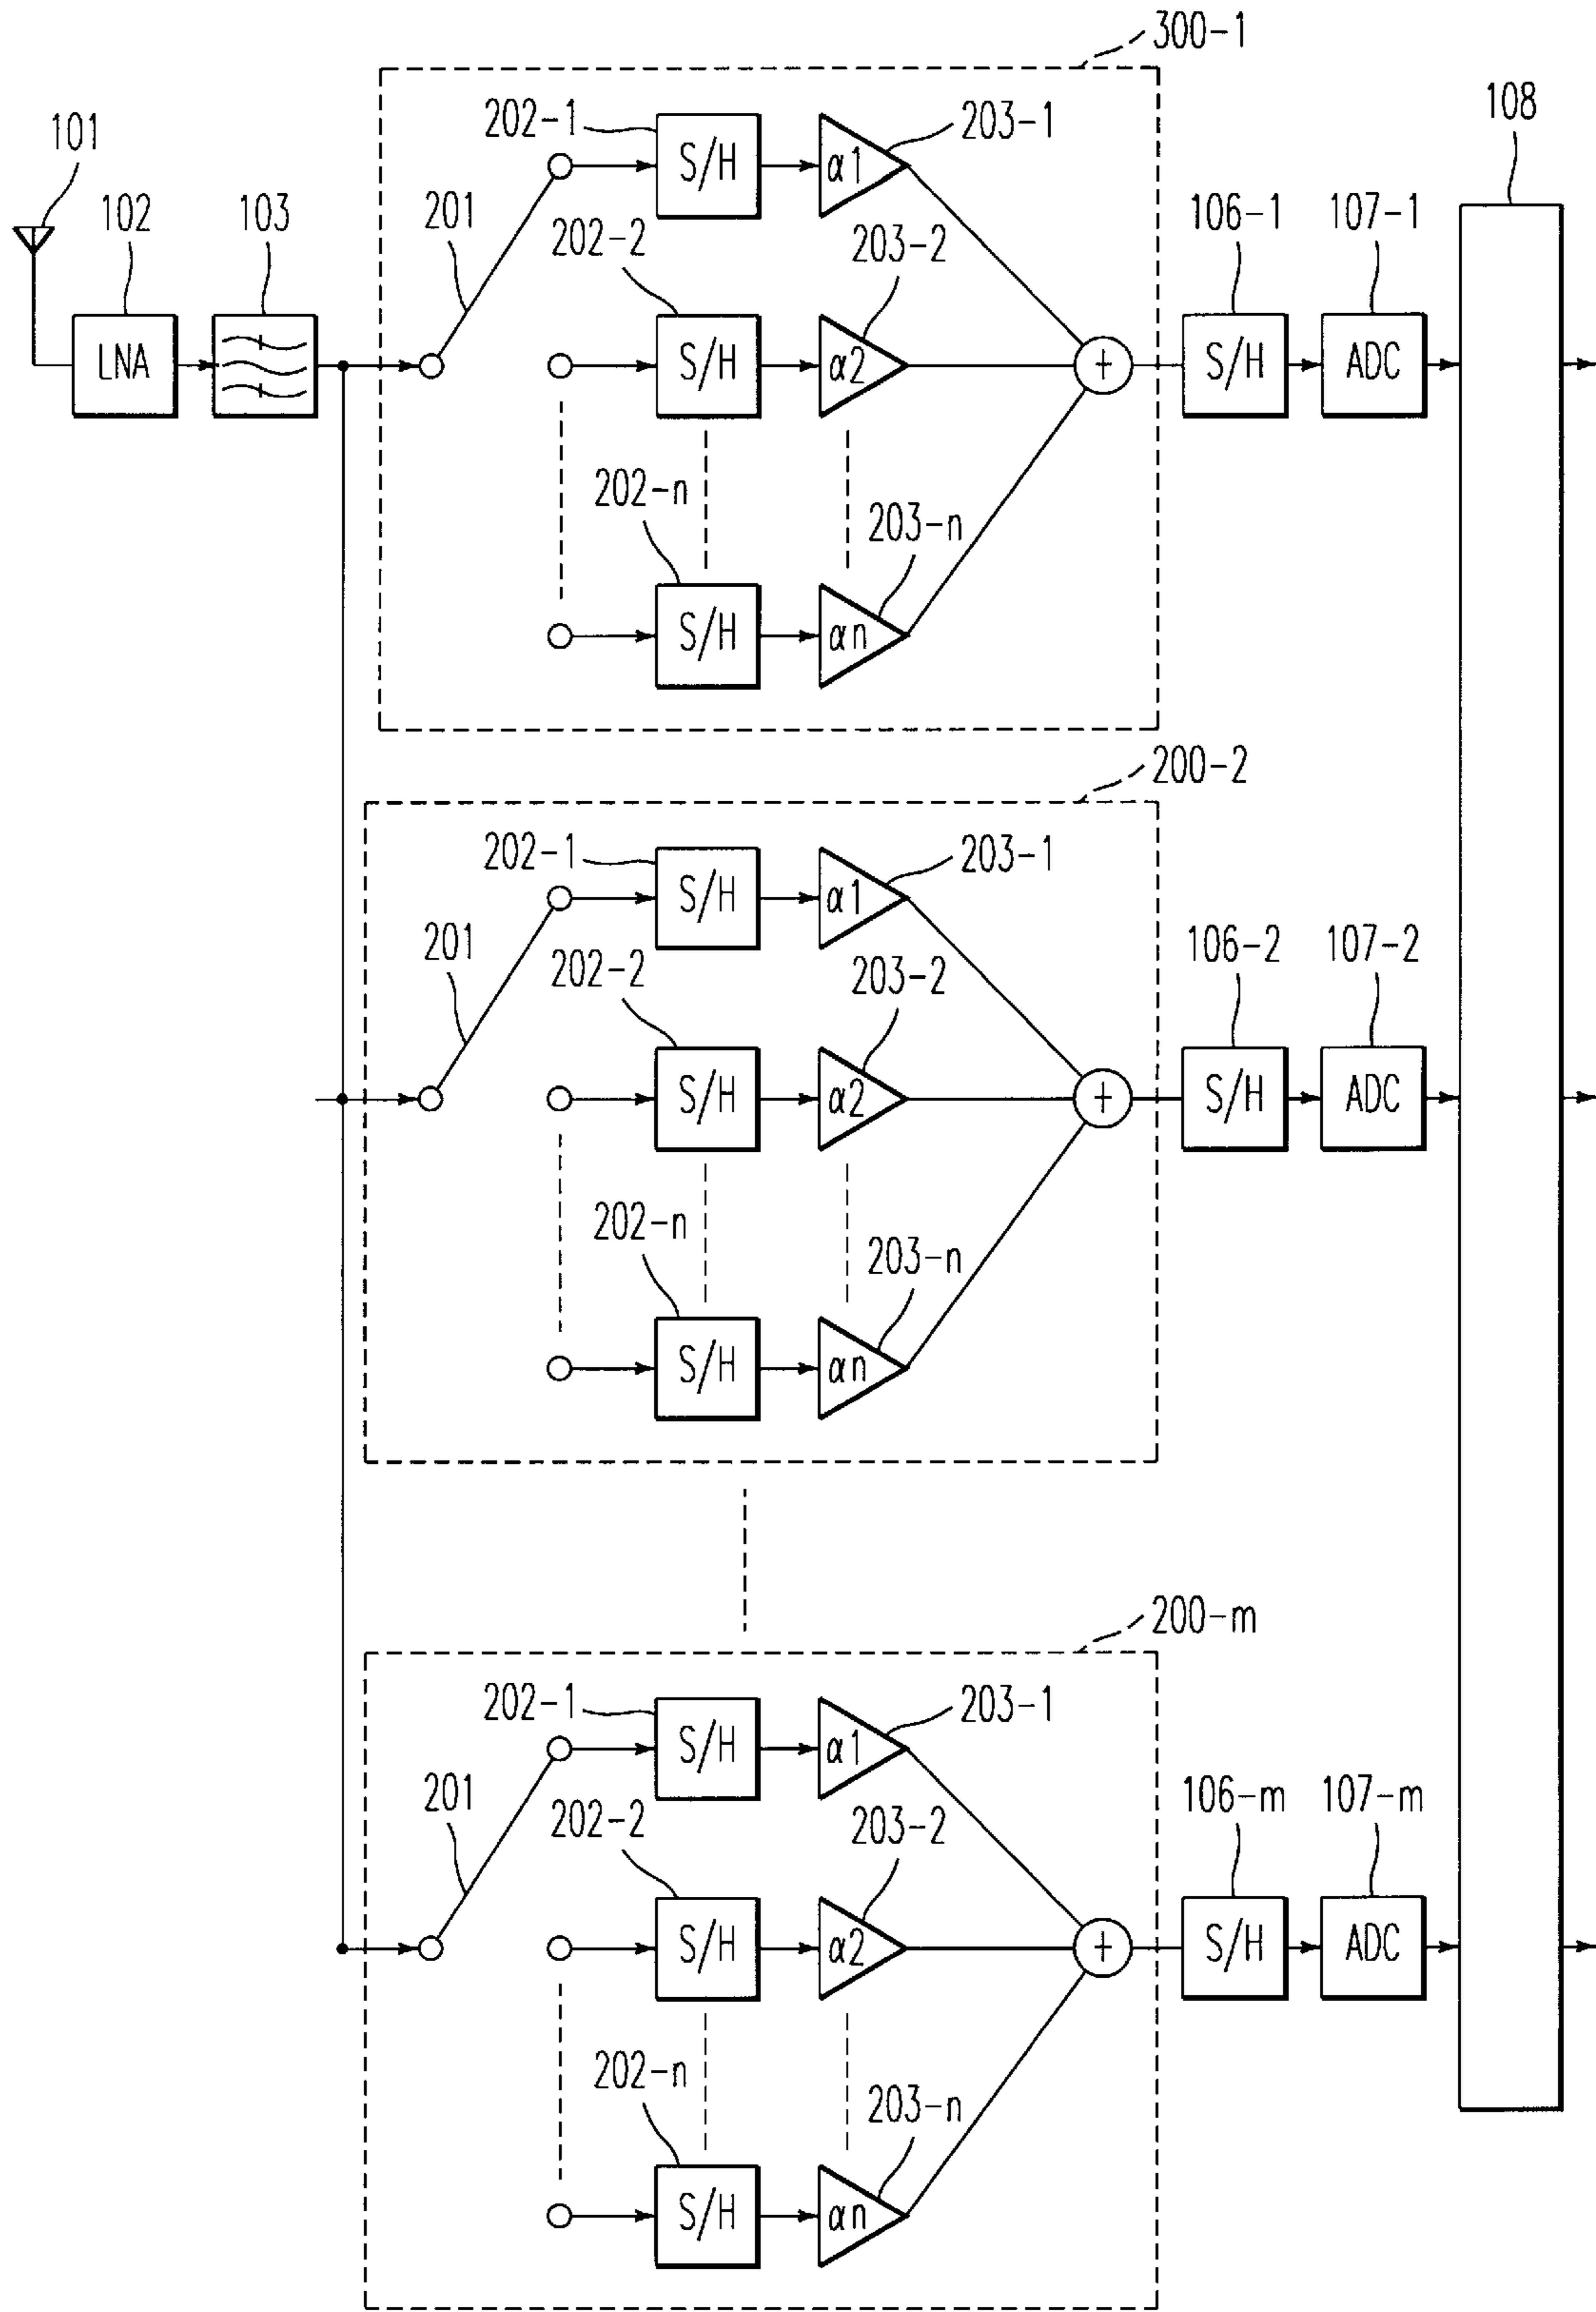 300-1
108
101
102
103
201
202-1
S/H
α1
203-1
202-2
203-2
106-1
107-1
LNA
S/H
α2
+
S/H
ADC
202-n
203-n
S/H
αn
200-2
202-1
S/H
α1
203-1
201
202-2
203-2
106-2
107-2
S/H
α2
+
S/H
ADC
202-n
203-n
S/H
αn
200-m
202-1
S/H
α1
203-1
201
202-2
203-2
106-m
107-m
S/H
α2
+
S/H
ADC
202-n
203-n
S/H
αn